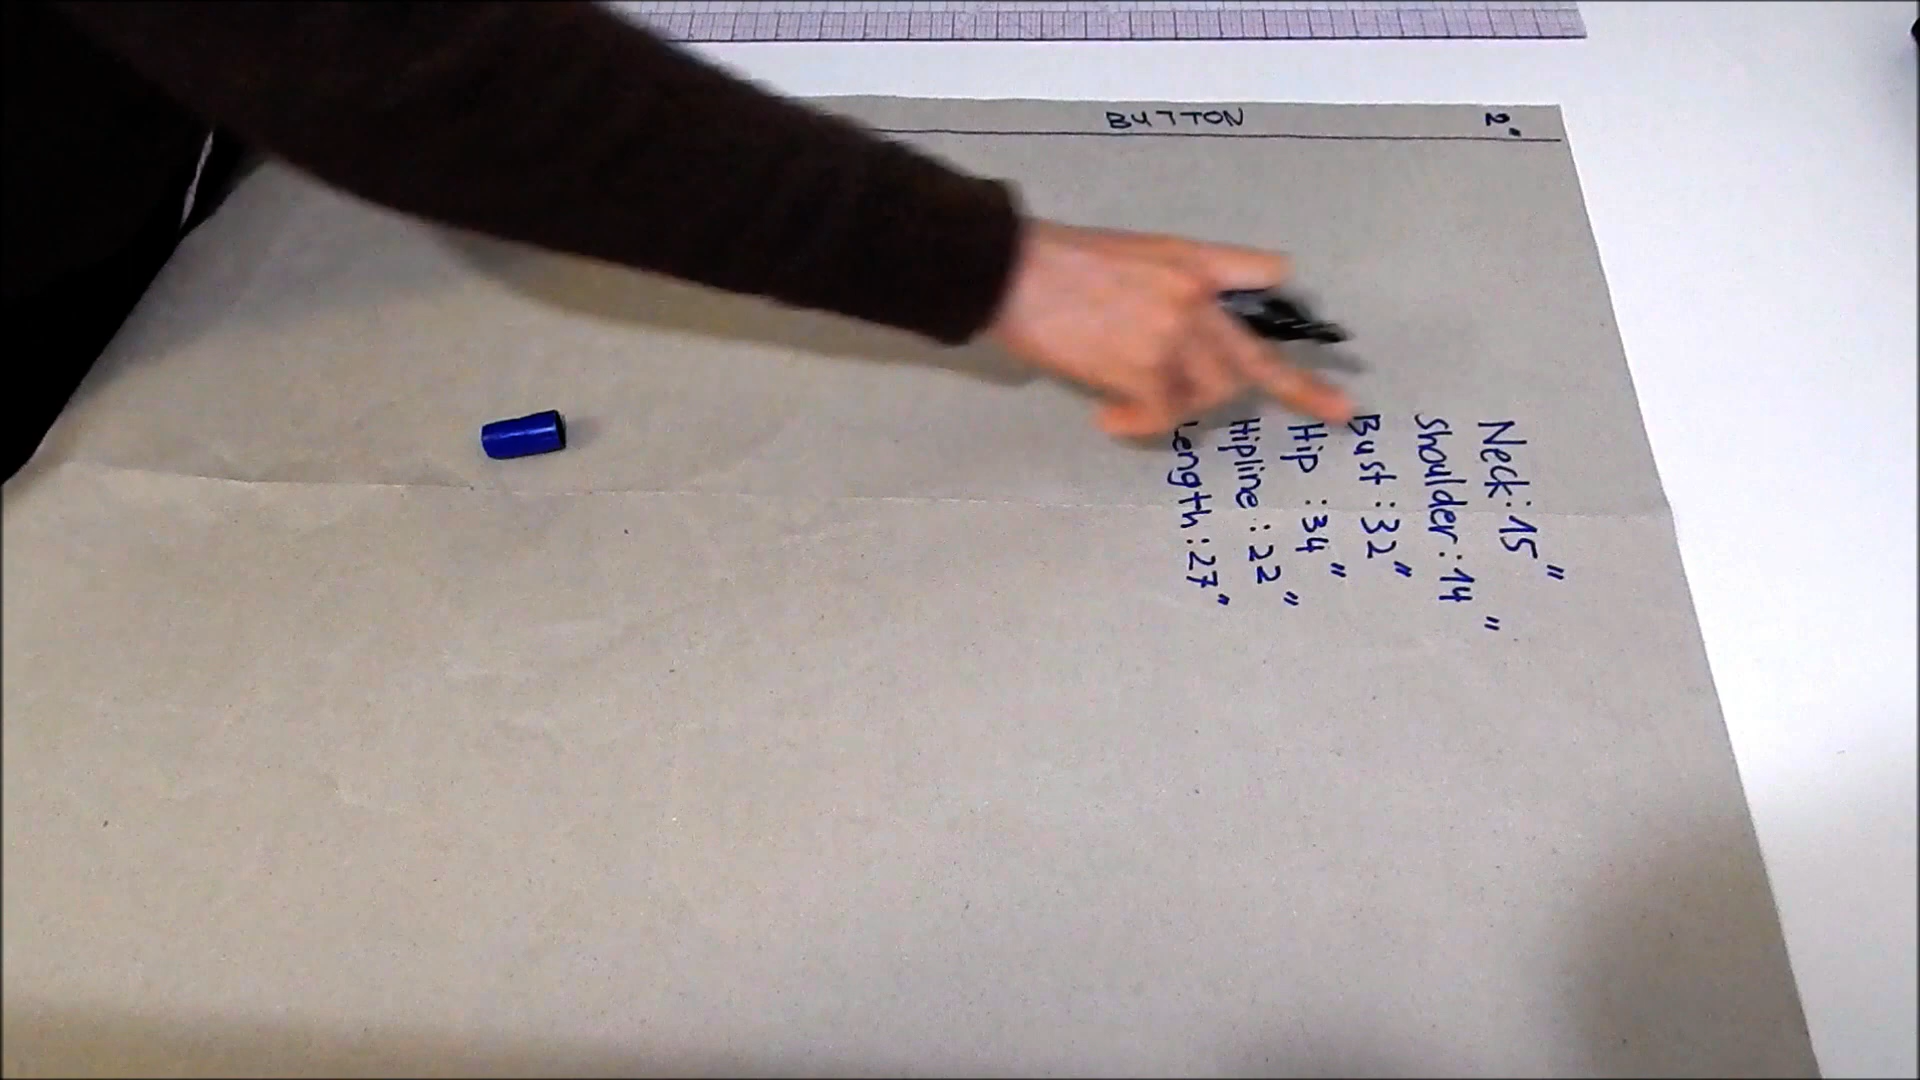 BUTTON 2"
Neck: 15"
Shoulder: 14"
Bust: 32"
Hip: 34"
Hipline: 22"
Length: 27"